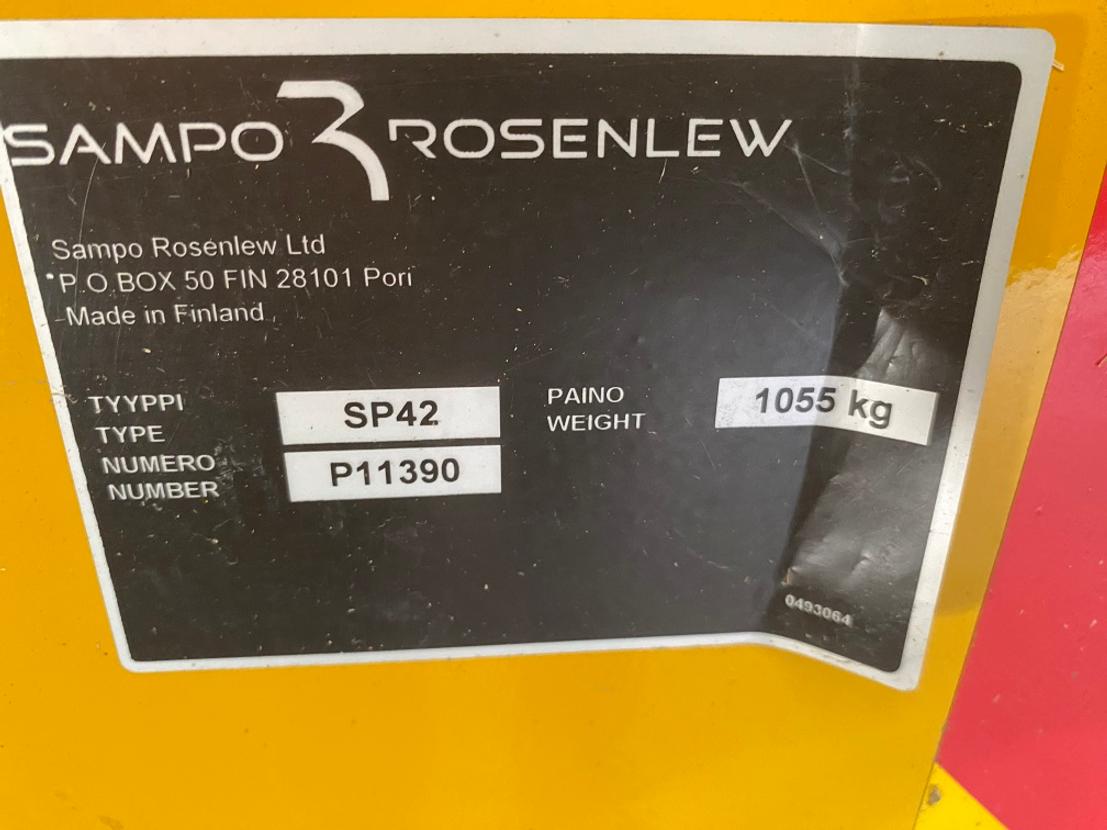 SAMPO ROSENLEW
Sampo Rosenlew Ltd
P.O.BOX 50 FIN 28101 Pori
Made in Finland
TYYPPI
TYPE
SP42
PAINO
WEIGHT
1055 kg
NUMERO
NUMBER
P11390
0493064